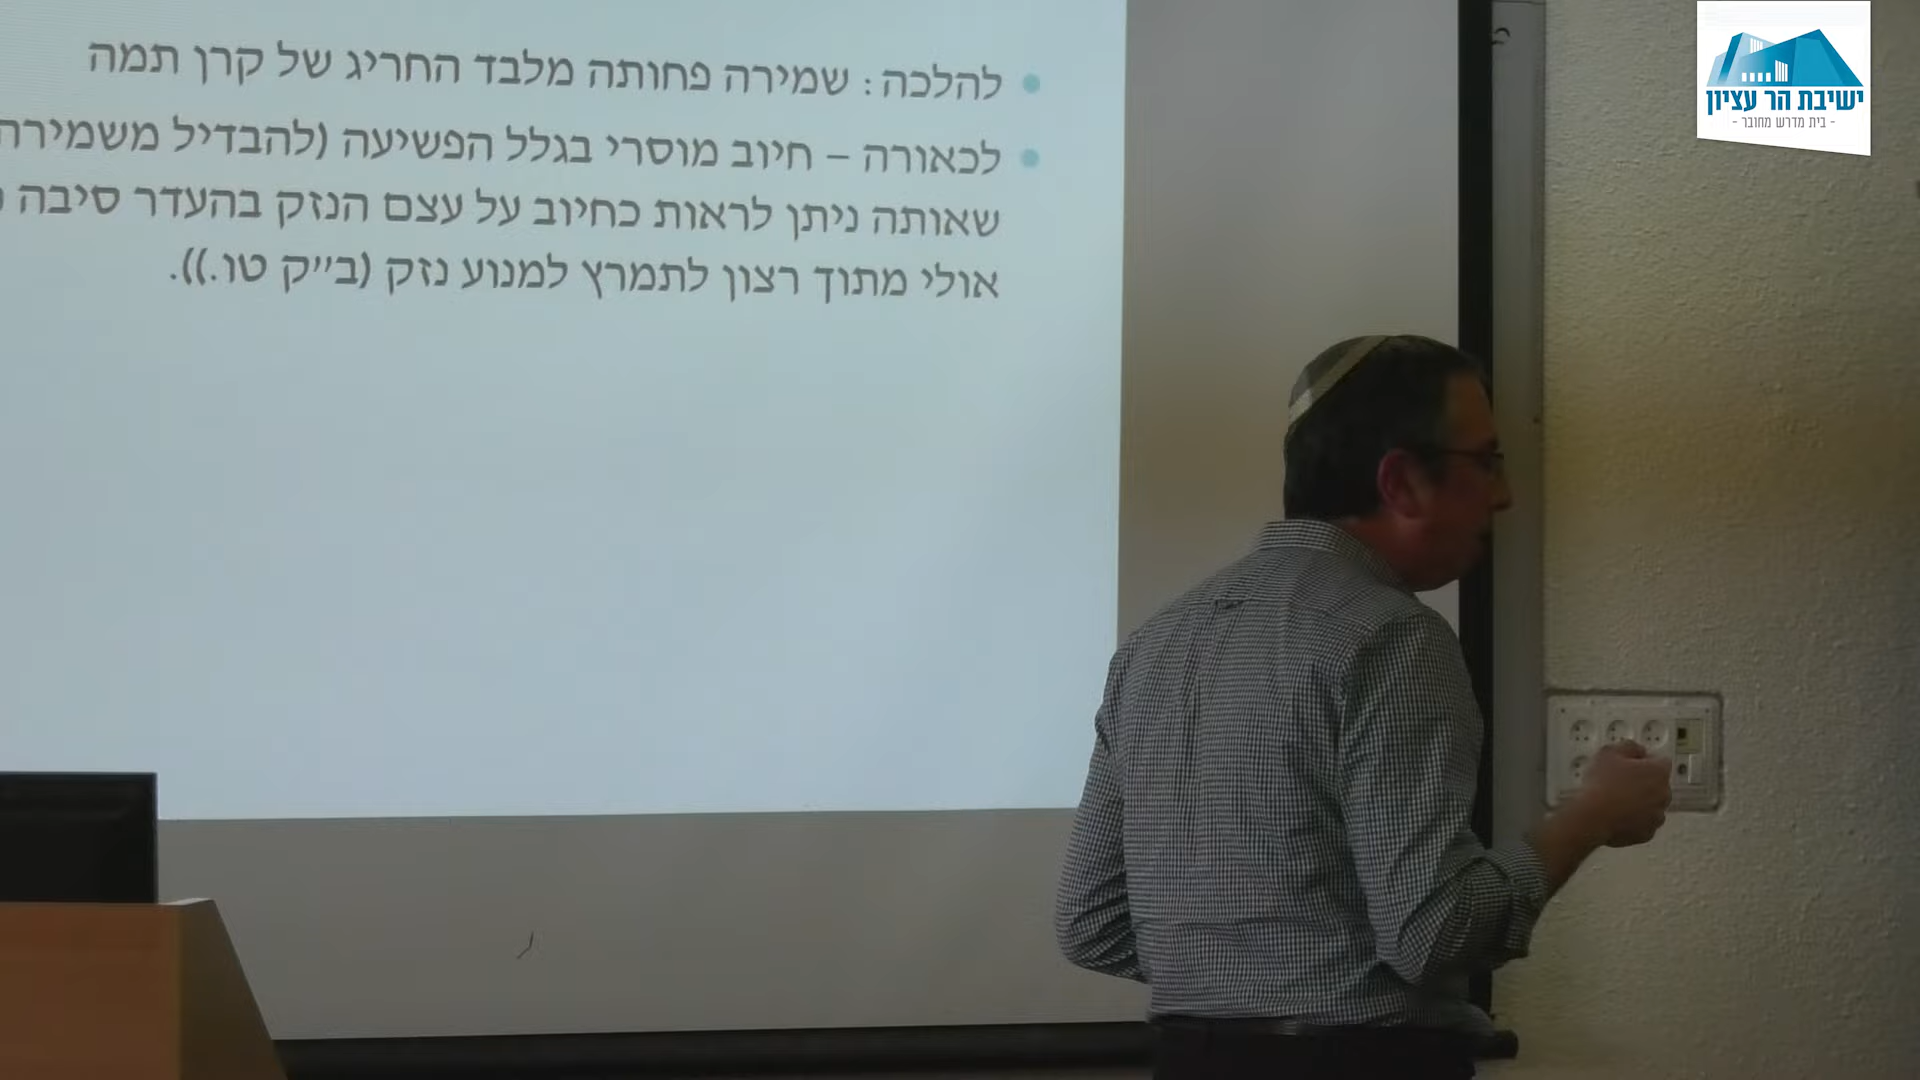 להלכה: שמירה פחותה מלבד החריג של קרן תמה
לכאורה – חיוב מוסרי בגלל הפשיעה (להבדיל משמירה
שאותה ניתן לראות כחיוב על עצם הנזק בהעדר סיבה
אולי מתוך רצון לתמרץ למנוע נזק (ב״ק טו.)).
ישיבת הר עציון
- בית מדרש מחובר -